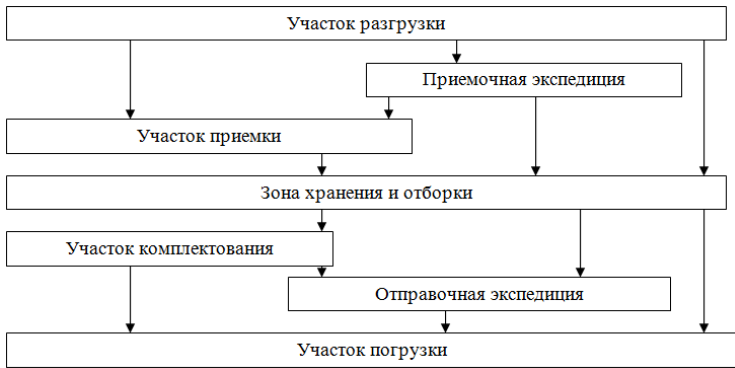 Участок разгрузки
Приемочная экспедиция
Участок приемки
Зона хранения и отборки
Участок комплектования
Отправочная экспедиция
Участок погрузки